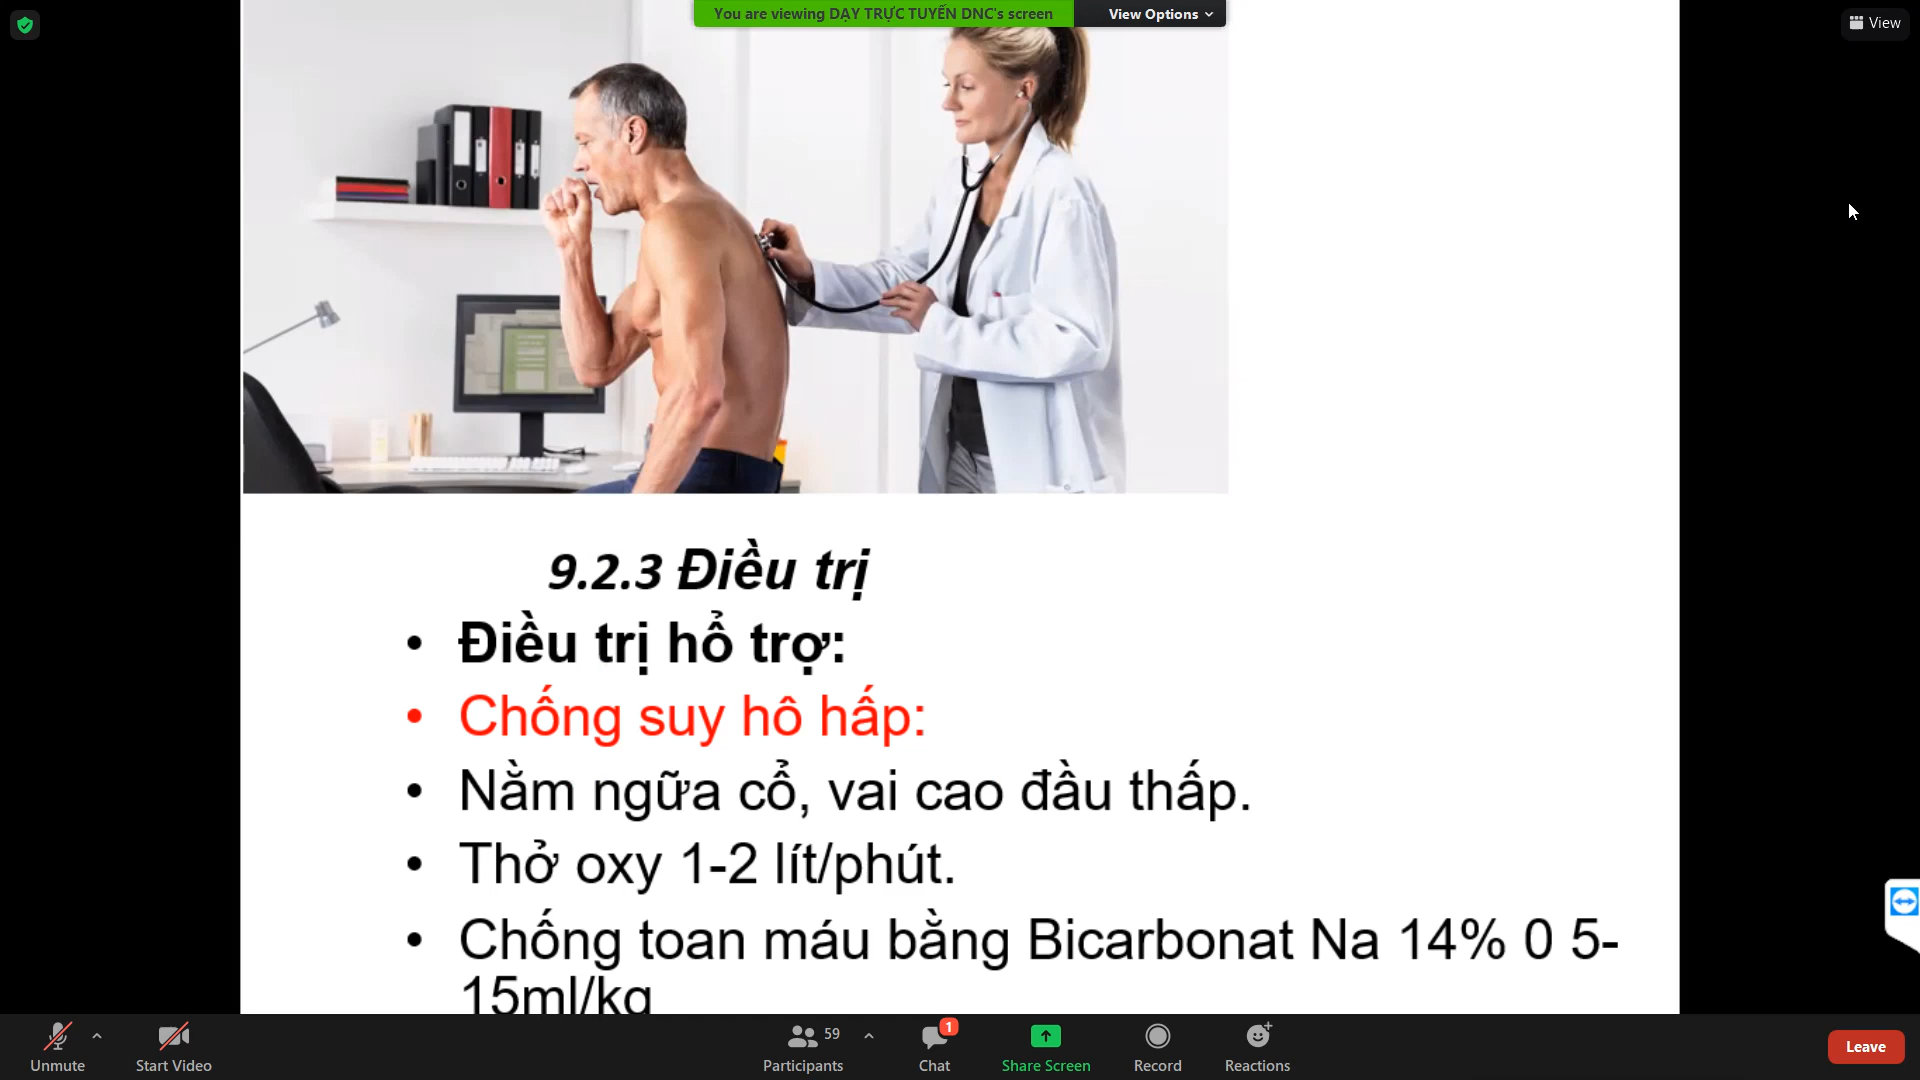 You are viewing DẠY TRỰC TUYẾN DNC's screen
View Options
View
9.2.3 Điều trị
• Điều trị hổ trợ:
• Chống suy hô hấp:
• Nằm ngữa cổ, vai cao đầu thấp.
• Thở oxy 1-2 lít/phút.
• Chống toan máu bằng Bicarbonat Na 14% 0 5-
15ml/kg
Unmute
Start Video
59
Participants
1
Chat
Share Screen
Record
Reactions
Leave